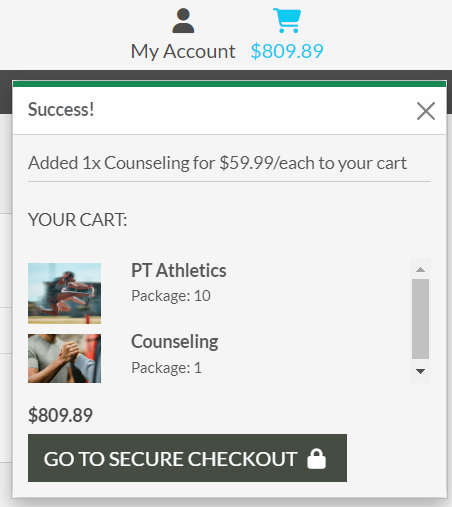 My Account $809.89
Success!
Added 1x Counseling for $59.99/each to your cart
YOUR CART:
PT Athletics
Package: 10
Counseling
Package: 1
$809.89
GO TO SECURE CHECKOUT